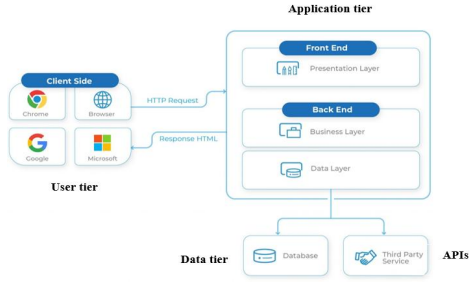 Application tier
Front End
Presentation Layer
Client Side
Chrome
Browser
HTTP Request
Back End
Business Layer
Response HTML
Google
Microsoft
Data Layer
User tier
Data tier
Database
Third Party
Service
APIs